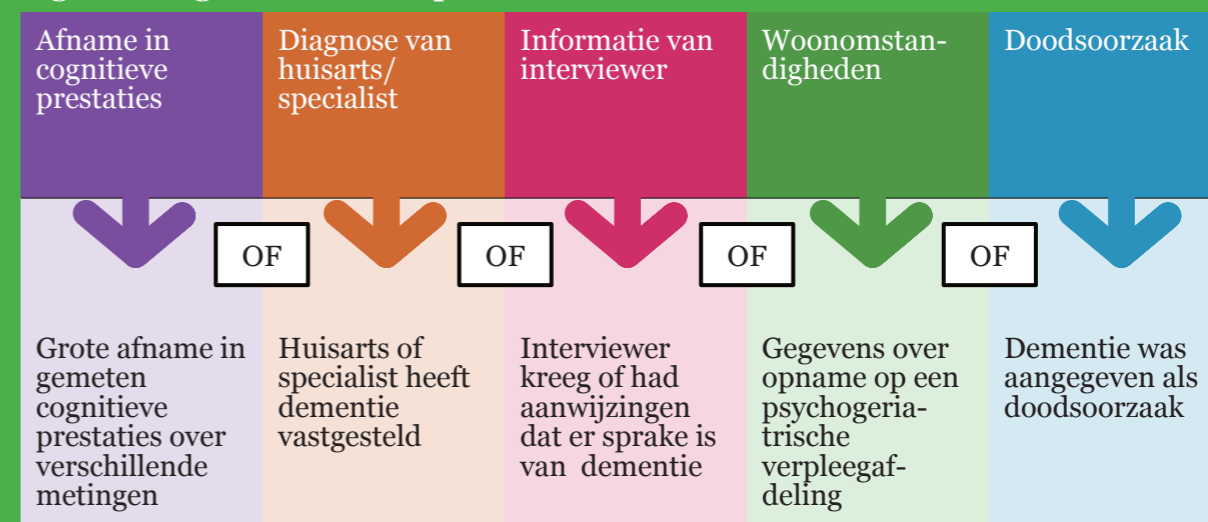 Afname in
cognitieve
prestaties
Diagnose van
huisarts/
specialist
Informatie van
interviewer
Woonomstan-
digheden
Doodsoorzaak
OF
OF
OF
OF
Grote afname in
gemeten
cognitieve
prestaties over
verschillende
metingen
Huisarts of
specialist heeft
dementie
vastgesteld
Interviewer
kreeg of had
aanwijzingen
dat er sprake is
van dementie
Gegevens over
opname op een
psychogeria-
trische
verpleegaf-
deling
Dementie was
aangegeven als
doodsoorzaak